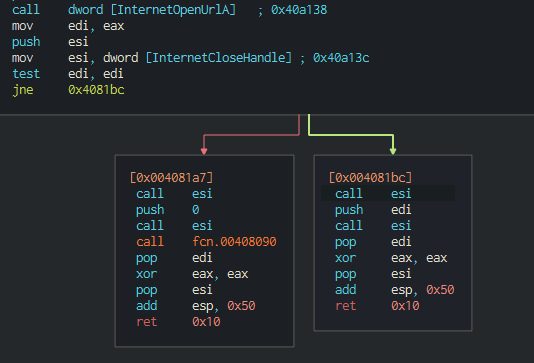 call dword [InternetOpenUrlA] ; 0x40a138
mov edi, eax
push esi
mov esi, dword [InternetCloseHandle] ; 0x40a13c
test edi, edi
jne 0x4081bc
[0x004081a7]
call esi
push 0
call esi
call fcn.00408090
pop edi
xor eax, eax
pop esi
add esp, 0x50
ret 0x10
[0x004081bc]
call esi
push edi
call esi
pop edi
xor eax, eax
pop esi
add esp, 0x50
ret 0x10